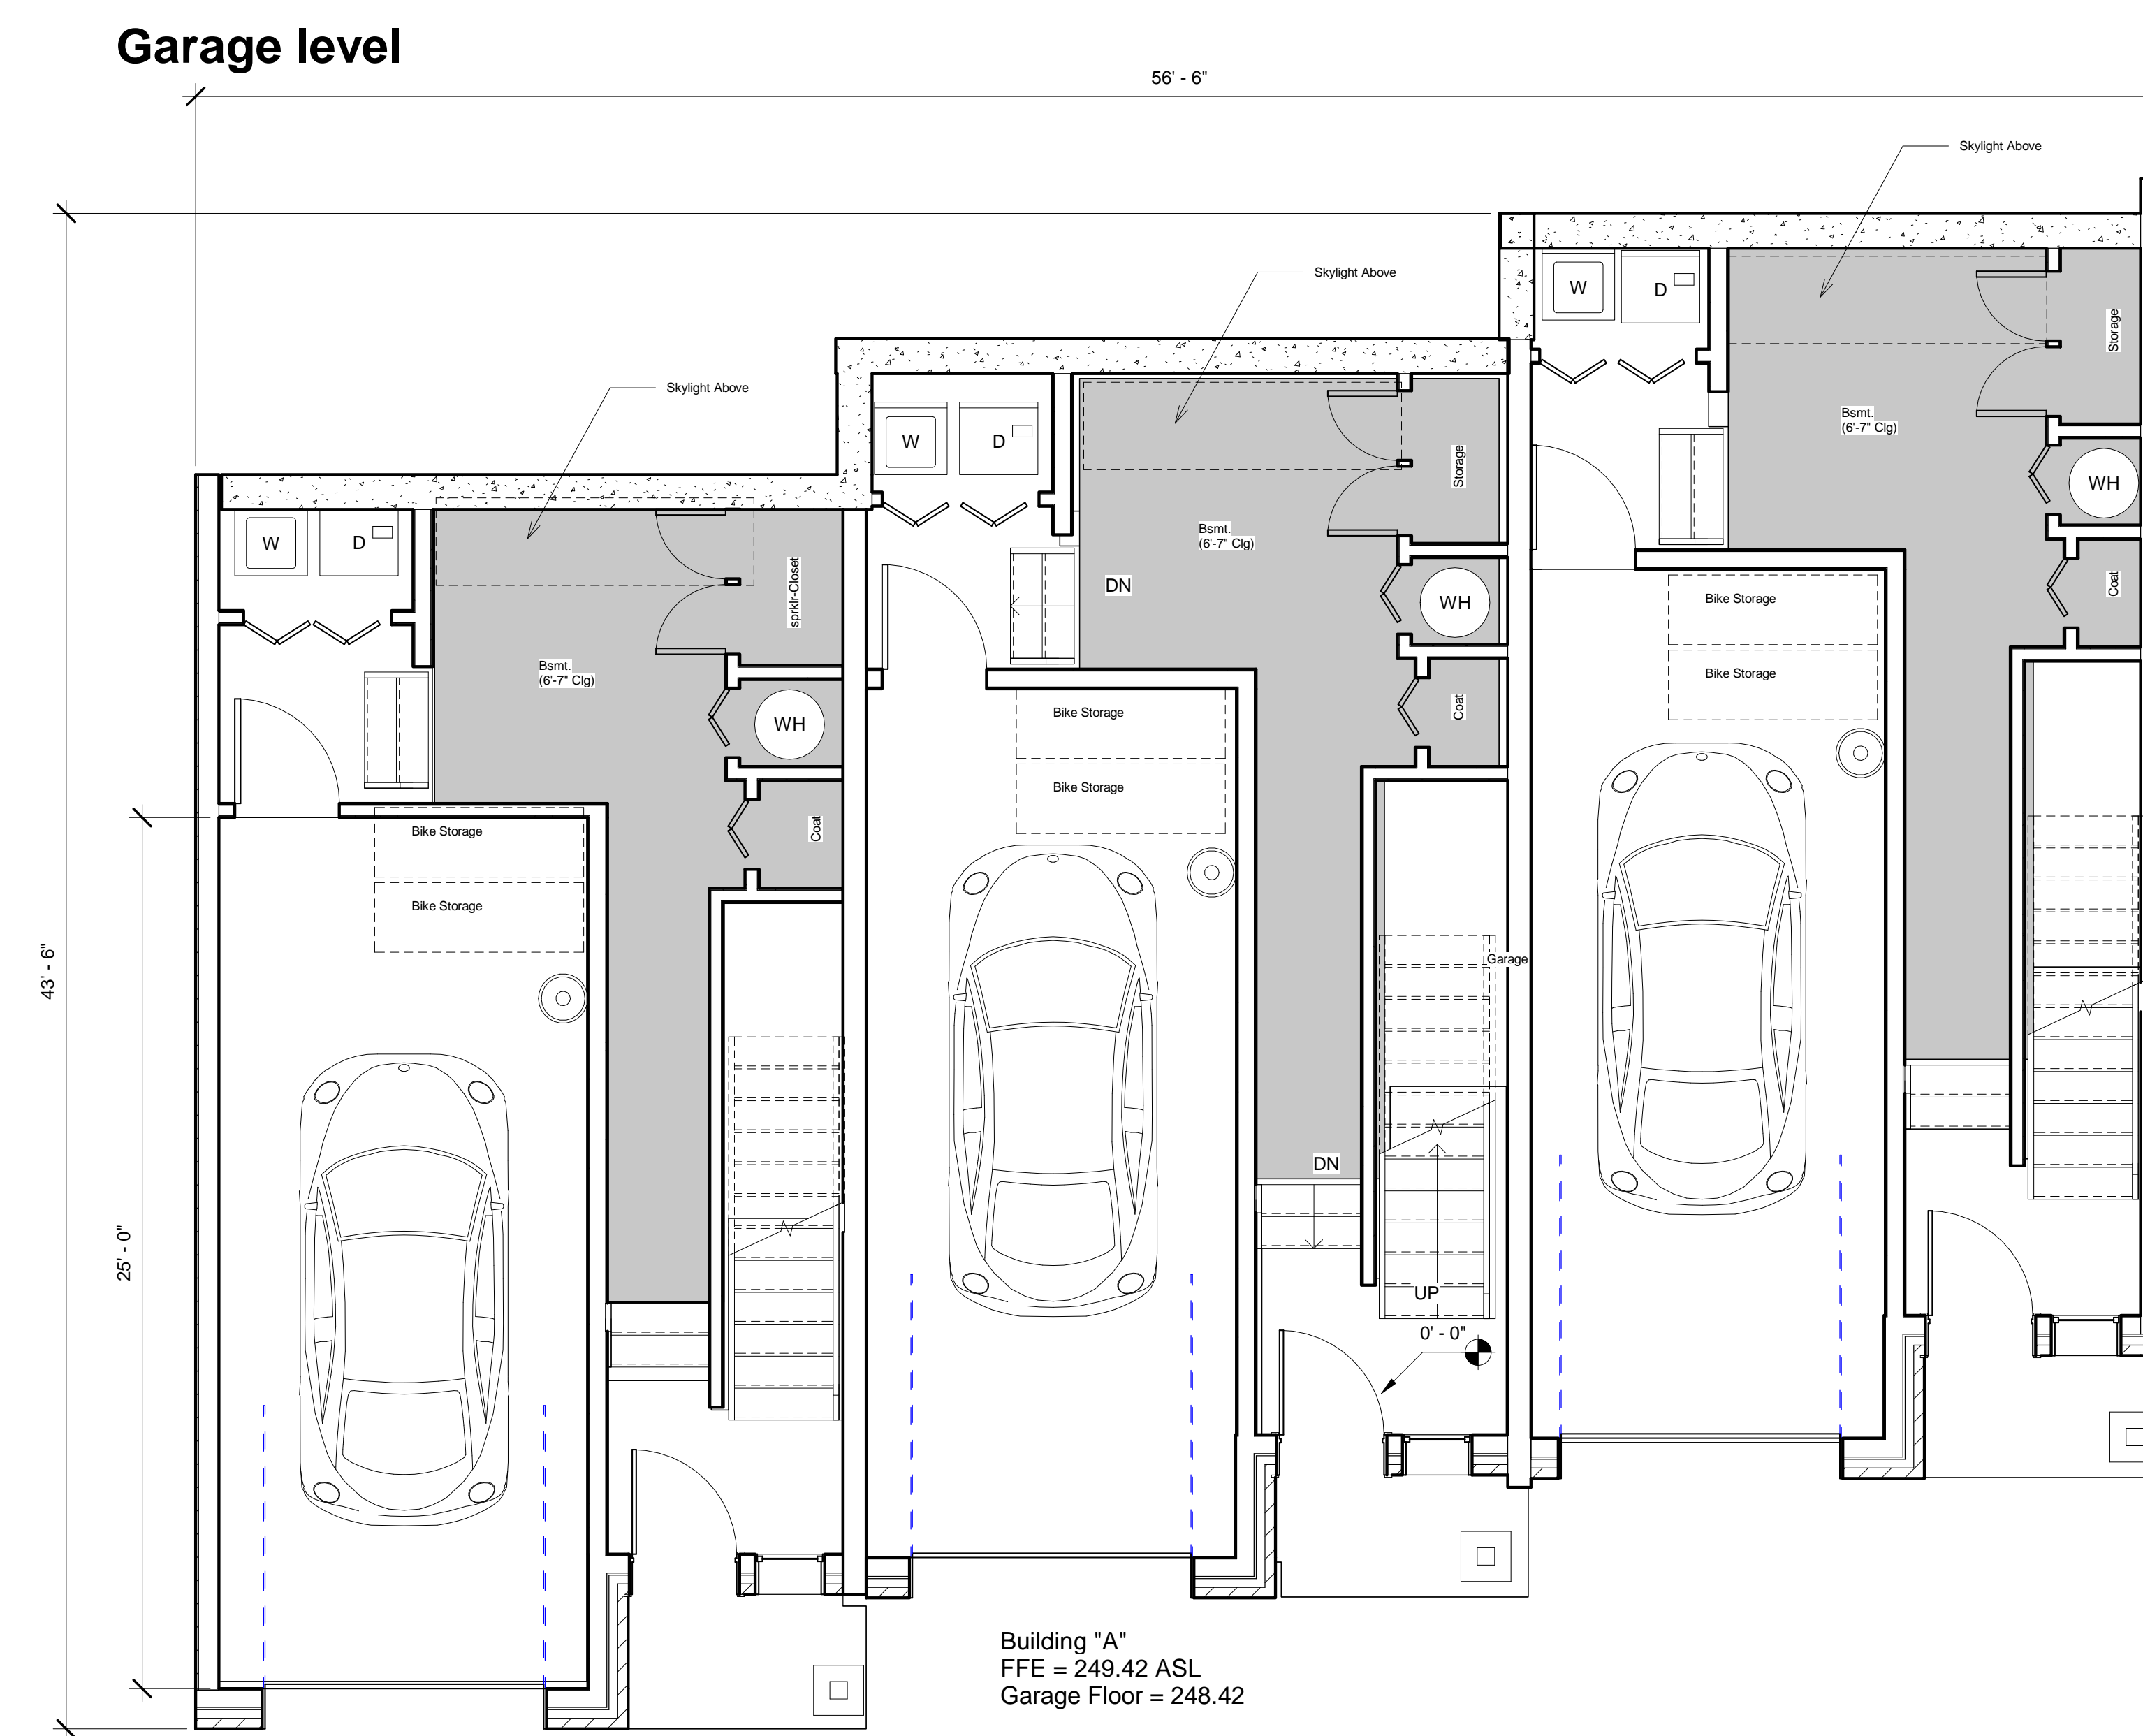 Garage level
56' - 6"
Skylight Above
Skylight Above
Skylight Above
W
D
Storage
Bsmt.
(6'-7" Clg)
WH
Coat
W
D
Storage
Bsmt.
(6'-7" Clg)
DN
WH
Coat
W
D
sprklr-Closet
Bsmt.
(6'-7" Clg)
WH
Coat
Bike Storage
Bike Storage
Bike Storage
Bike Storage
Bike Storage
Bike Storage
43' - 6"
25' - 0"
Garage
DN
UP
0' - 0"
Building "A"
FFE = 249.42 ASL
Garage Floor = 248.42